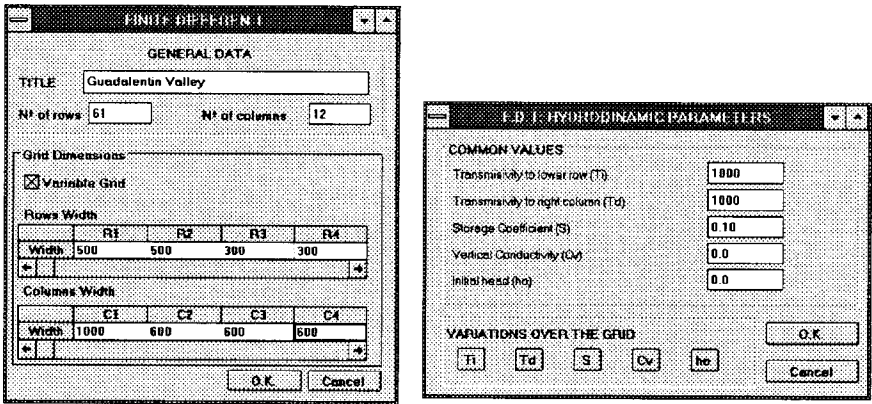 FINITE DIFFEREN. I
GENERAL DATA
TITLE Guadalentin Valley
Nº of rows 61 Nº of columns 12
Grid Dimensions
Variable Grid
Rows Width
R1 R2 R3 R4
Width 500 500 300 300
Columns Width
C1 C2 C3 C4
Width 1000 600 600 600
O.K. Cancel
F.D. I: HYDRODINAMIC PARAMETERS
COMMON VALUES
Transmisivity to lower row (Ti) 1000
Transmisivity to right column (Td) 1000
Storage Coefficient (S) 0.10
Vertical Conductivity (Cv) 0.0
Initial head (ho) 0.0
VARIATIONS OVER THE GRID
Ti Td S Cv ho
O.K.
Cancel